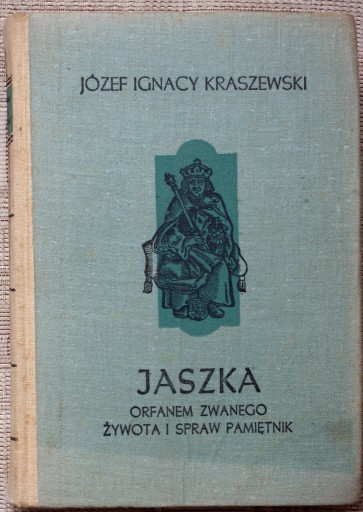 JÓZEF IGNACY KRASZEWSKI
JASZKA
ORFANEM ZWANEGO
ŻYWOTA I SPRAW PAMIĘTNIK